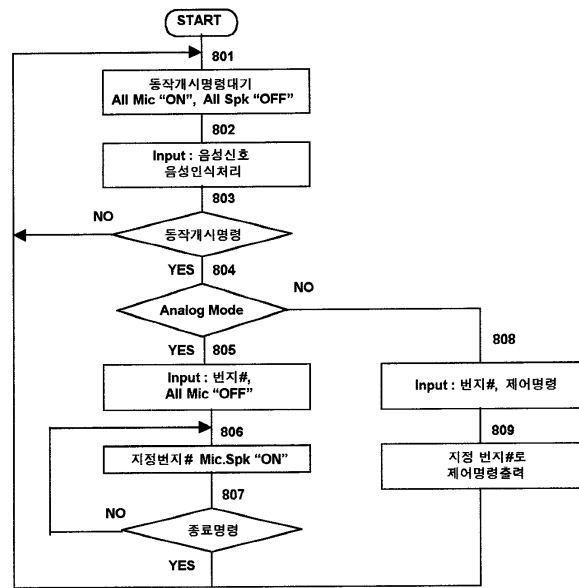 START
801
동작개시명령대기
All Mic “ON”, All Spk “OFF”
802
Input : 음성신호
음성인식처리
803
NO
동작개시명령
YES
804
NO
Analog Mode
YES
805
808
Input : 번지#,
All Mic “OFF”
Input : 번지#, 제어명령
806
809
지정번지# Mic.Spk “ON”
지정 번지#로
제어명령출력
807
NO
종료명령
YES